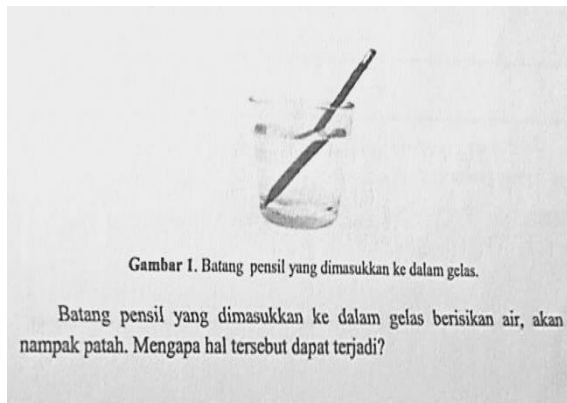 Gambar 1. Batang pensil yang dimasukkan ke dalam gelas.
Batang pensil yang dimasukkan ke dalam gelas berisikan air, akan
nampak patah. Mengapa hal tersebut dapat terjadi?